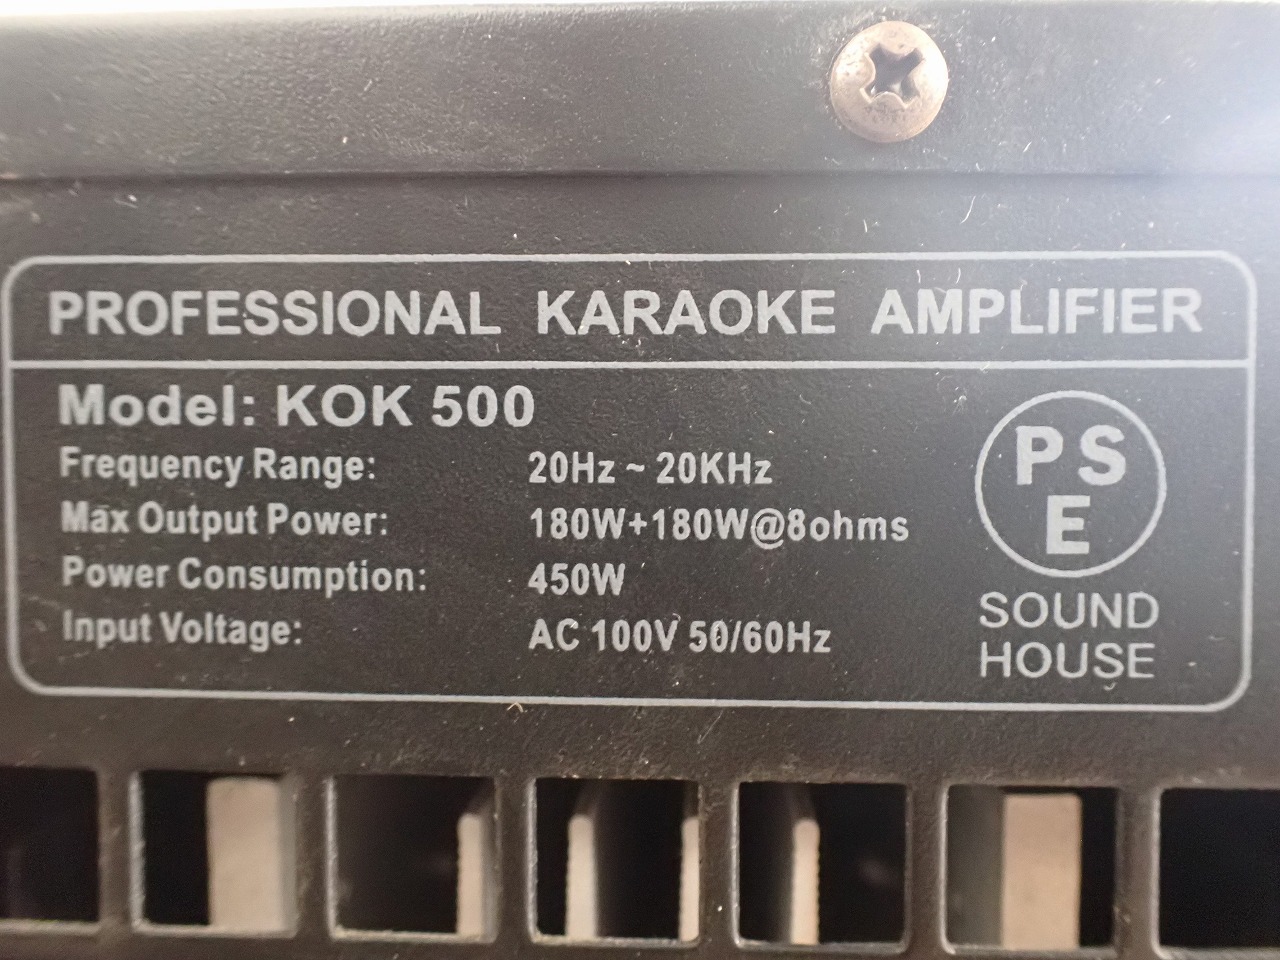 PROFESSIONAL KARAOKE AMPLIFIER
Model: KOK 500
Frequency Range: 20Hz ~ 20KHz
Max Output Power: 180W+180W@8ohms
Power Consumption: 450W
Input Voltage: AC 100V 50/60Hz
P S
E
SOUND
HOUSE